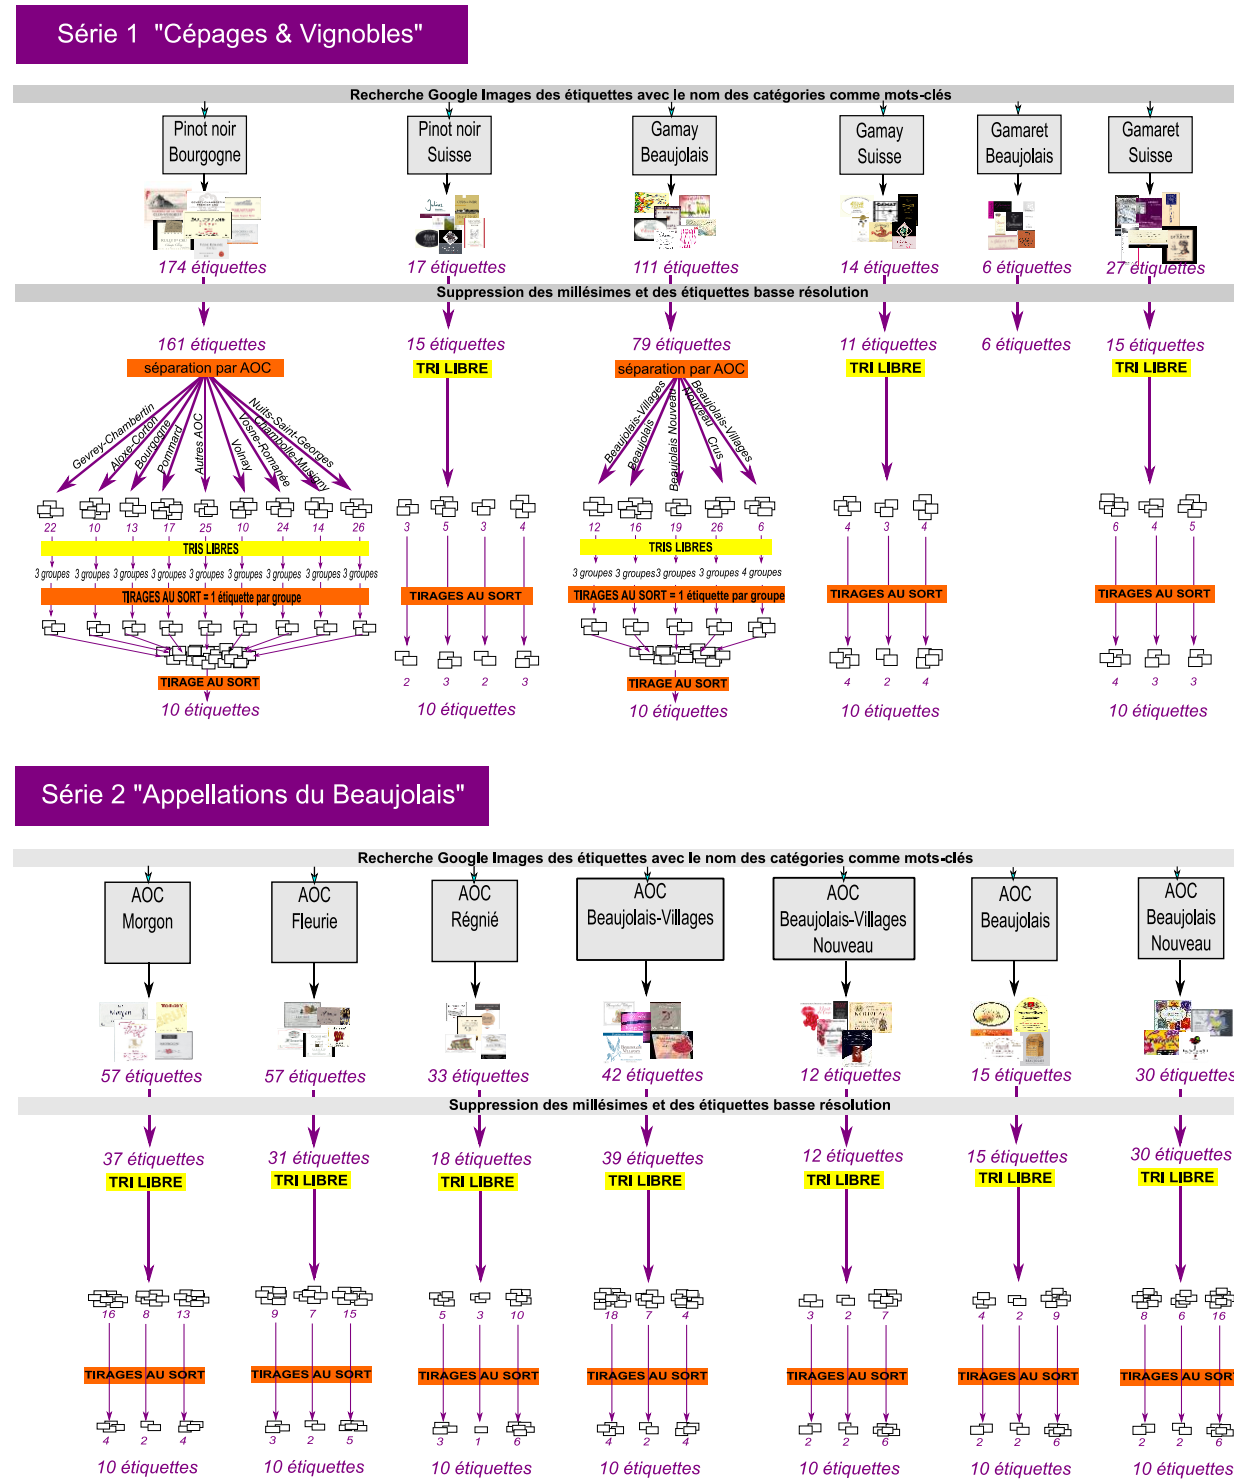 Série 1 "Cépages & Vignobles"
Recherche Google Images des étiquettes avec le nom des catégories comme mots-clés
Pinot noir Bourgogne
Pinot noir Suisse
Gamay Beaujolais
Gamay Suisse
Gamaret Beaujolais
Gamaret Suisse
174 étiquettes 17 étiquettes 111 étiquettes 14 étiquettes 6 étiquettes 27 étiquettes
Suppression des millésimes et des étiquettes basse résolution
161 étiquettes 15 étiquettes 79 étiquettes 11 étiquettes 6 étiquettes 15 étiquettes
séparation par AOC TRI LIBRE séparation par AOC TRI LIBRE TRI LIBRE
Gevrey-Chambertin
Aloxe-Corton
Bourgogne
Pommard
Autres AOC
Volnay
Vosne-Romanée
Chambolle-Musigny
Nuits-Saint-Georges
Beaujolais-Villages
Beaujolais
Beaujolais Nouveau
Crus
Beaujolais-Villages
Nouveau
22 10 13 17 25 10 24 14 26 3 5 3 4 12 16 19 26 6 4 3 4 6 4 5
TRIS LIBRES TRIS LIBRES
3 groupes 3 groupes 3 groupes 3 groupes 3 groupes 3 groupes 3 groupes 3 groupes 3 groupes 3 groupes 3 groupes 3 groupes 3 groupes 4 groupes
TIRAGES AU SORT = 1 étiquette par groupe TIRAGES AU SORT TIRAGES AU SORT = 1 étiquette par groupe TIRAGES AU SORT TIRAGES AU SORT
TIRAGE AU SORT 2 3 2 3 TIRAGE AU SORT 4 2 4 4 3 3
10 étiquettes 10 étiquettes 10 étiquettes 10 étiquettes 10 étiquettes
Série 2 "Appellations du Beaujolais"
Recherche Google Images des étiquettes avec le nom des catégories comme mots-clés
AOC Morgon
AOC Fleurie
AOC Régnié
AOC Beaujolais-Villages
AOC Beaujolais-Villages Nouveau
AOC Beaujolais
AOC Beaujolais Nouveau
57 étiquettes 57 étiquettes 33 étiquettes 42 étiquettes 12 étiquettes 15 étiquettes 30 étiquettes
Suppression des millésimes et des étiquettes basse résolution
37 étiquettes 31 étiquettes 18 étiquettes 39 étiquettes 12 étiquettes 15 étiquettes 30 étiquettes
TRI LIBRE TRI LIBRE TRI LIBRE TRI LIBRE TRI LIBRE TRI LIBRE TRI LIBRE
16 8 13 9 7 15 5 3 10 18 7 4 3 2 7 4 2 9 8 6 16
TIRAGES AU SORT TIRAGES AU SORT TIRAGES AU SORT TIRAGES AU SORT TIRAGES AU SORT TIRAGES AU SORT TIRAGES AU SORT
4 2 4 3 2 5 3 1 6 4 2 4 2 2 6 2 2 6 2 2 6
10 étiquettes 10 étiquettes 10 étiquettes 10 étiquettes 10 étiquettes 10 étiquettes 10 étiquettes